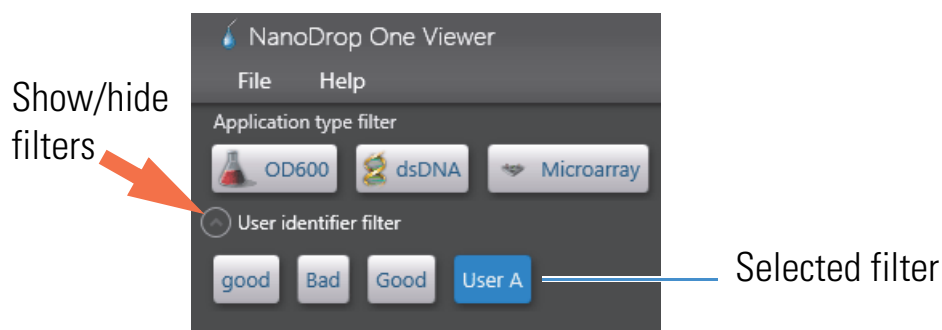 NanoDrop One Viewer
File Help
Show/hide
filters
Application type filter
OD600 dsDNA Microarray
User identifier filter
good Bad Good User A
Selected filter